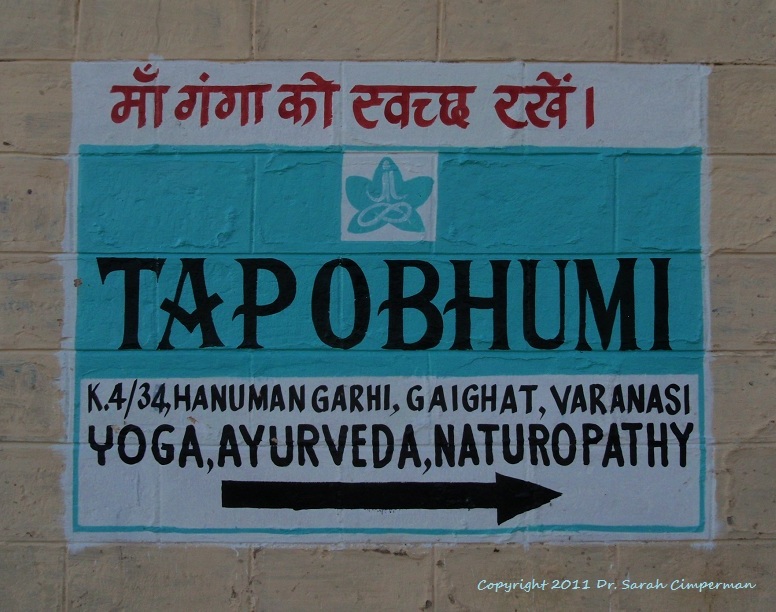 माँ गंगा को स्वच्छ रखें।
TAPOBHUMI
K.4/34,HANUMAN GARHI, GAIGHAT, VARANASI
YOGA,AYURVEDA,NATUROPATHY
Copyright 2011 Dr. Sarah Cimperman